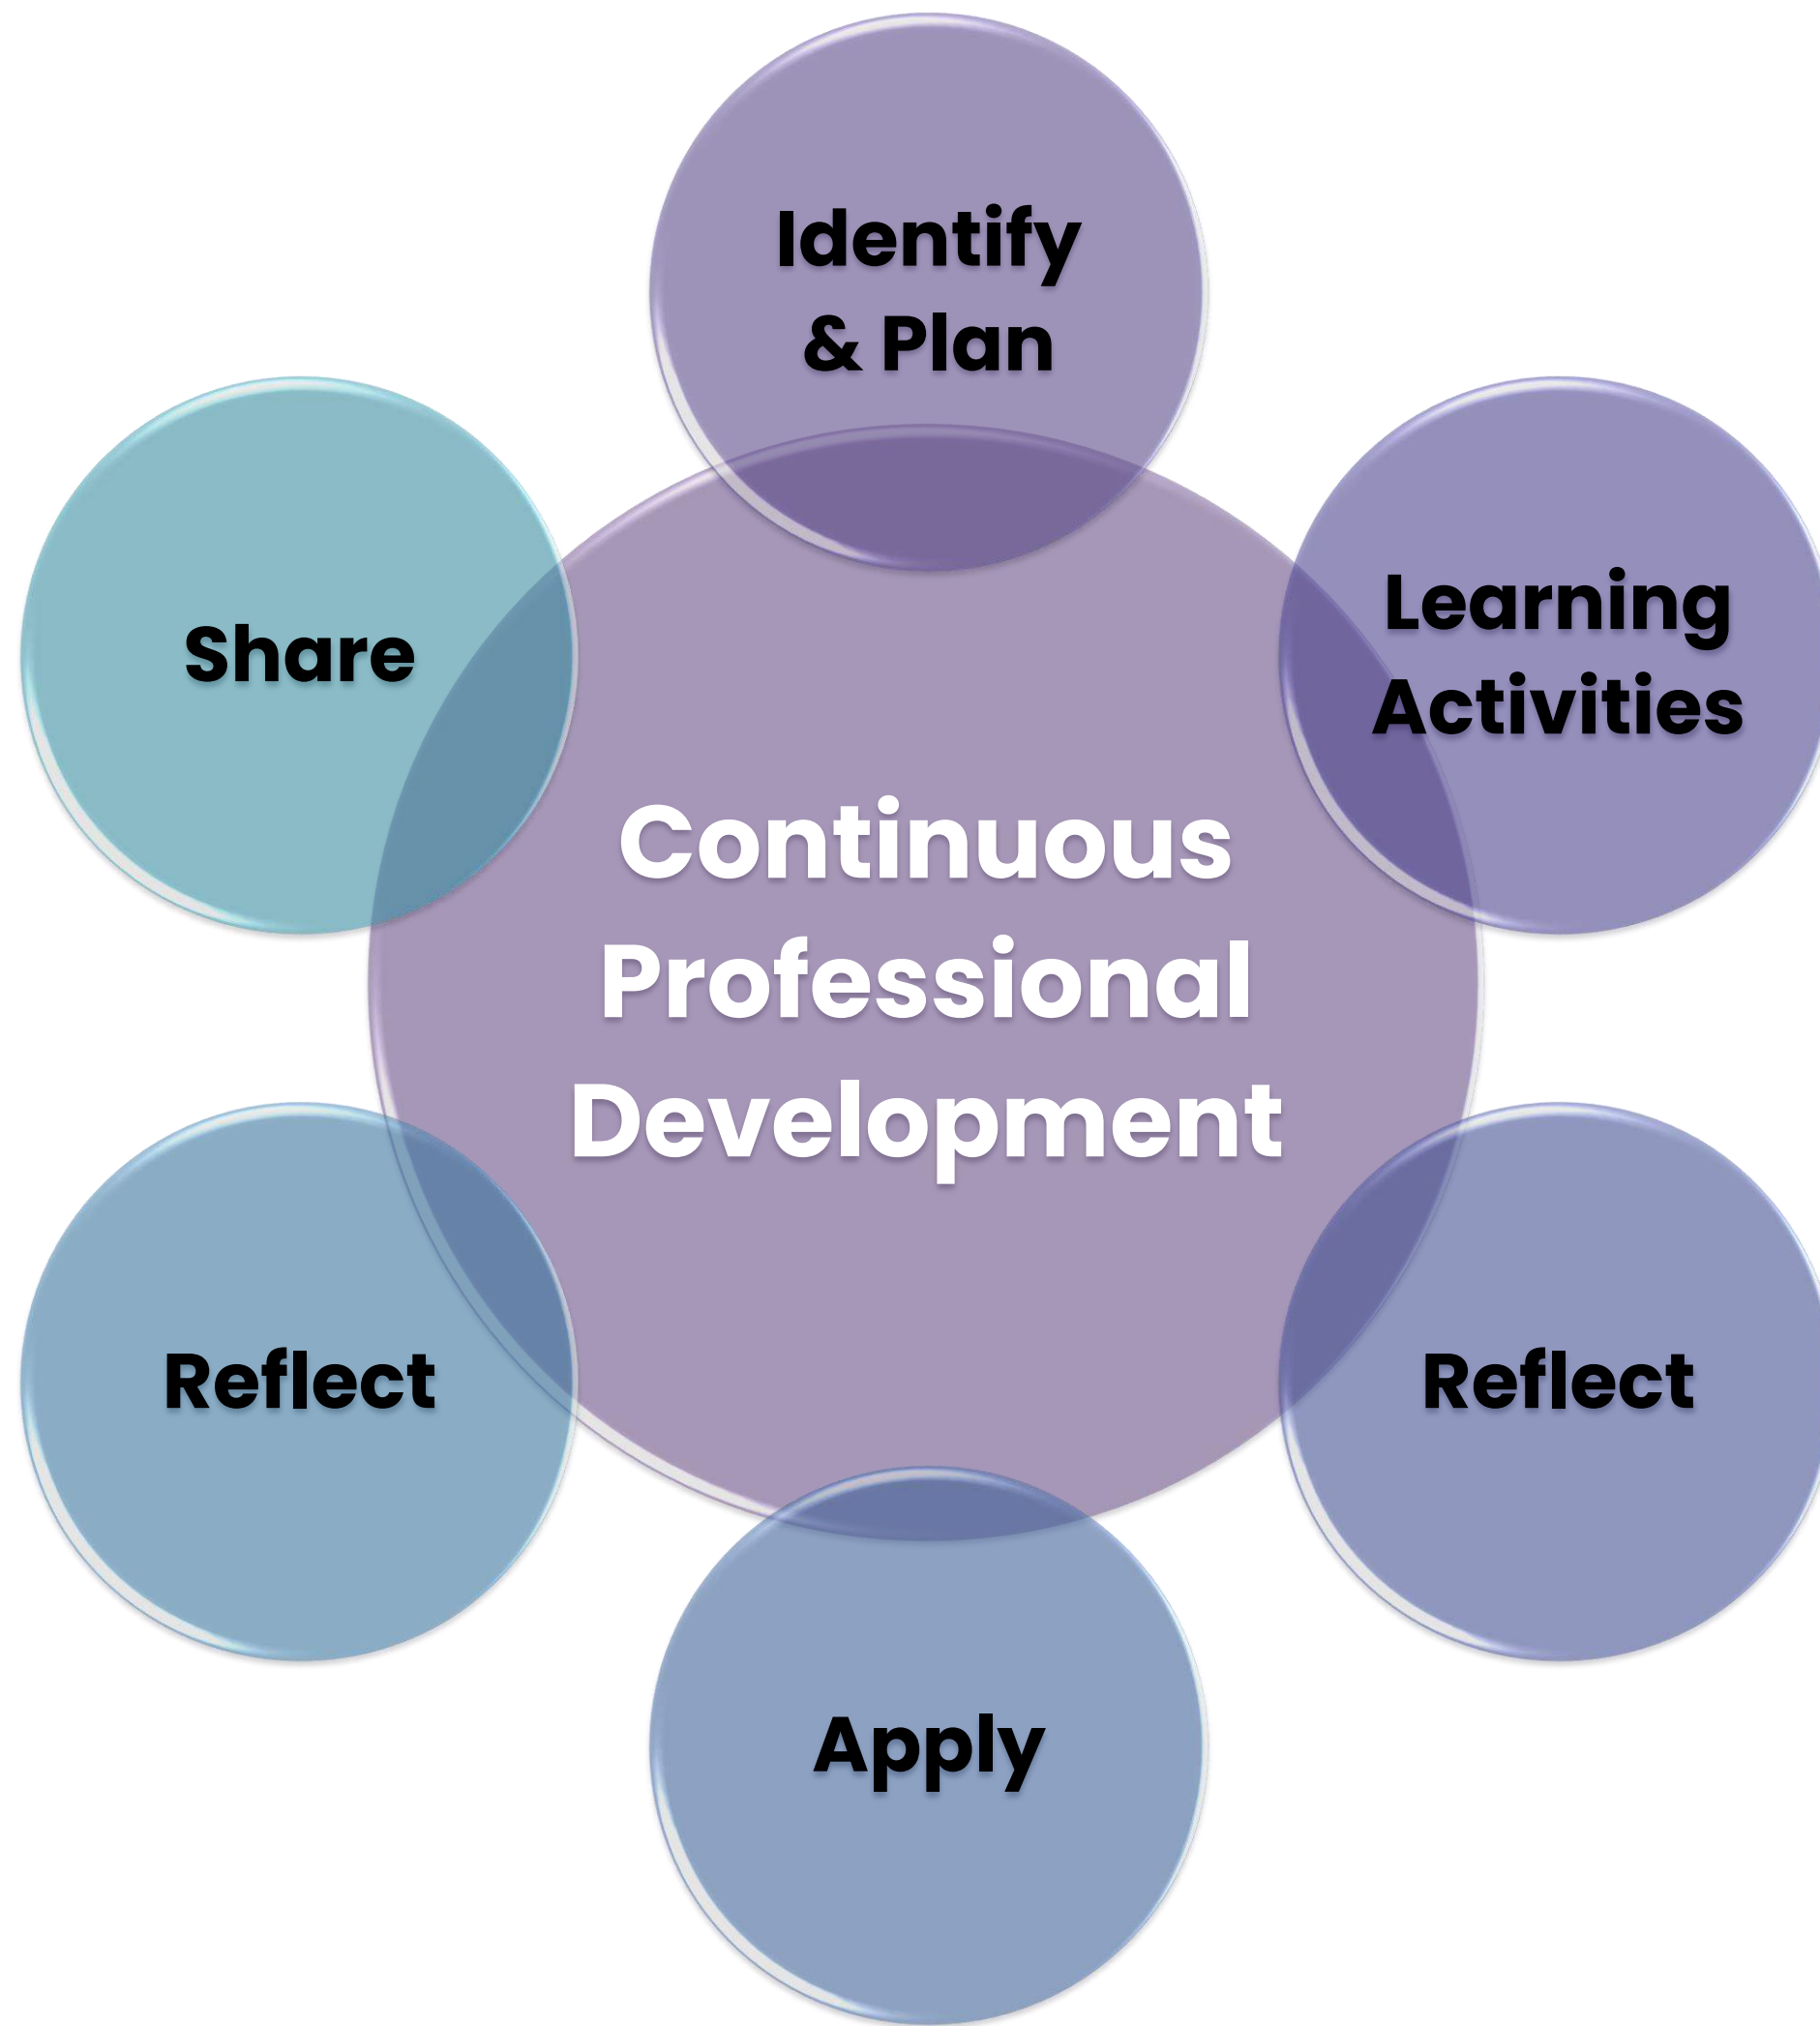 Identify
& Plan
Learning
Activities
Share
Continuous
Professional
Development
Reflect
Reflect
Apply